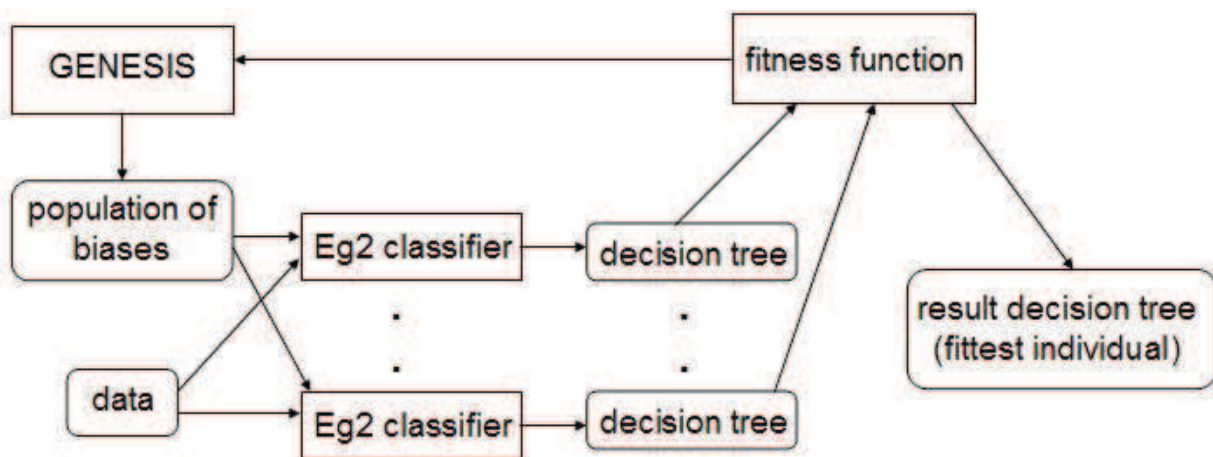 GENESIS
fitness function
population of
biases
Eg2 classifier
decision tree
result decision tree
(fittest individual)
data
Eg2 classifier
decision tree